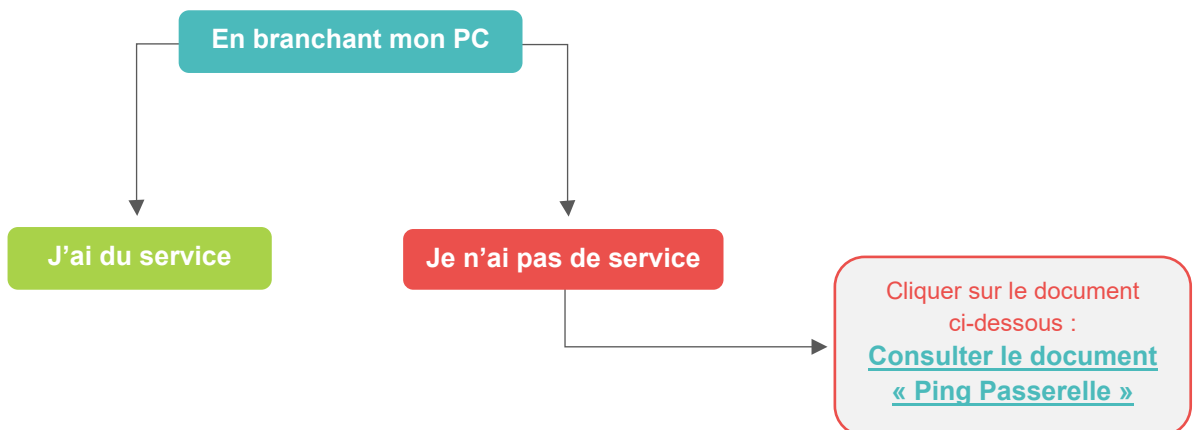 En branchant mon PC
J’ai du service
Je n’ai pas de service
Cliquer sur le document
ci-dessous :
Consulter le document
« Ping Passerelle »